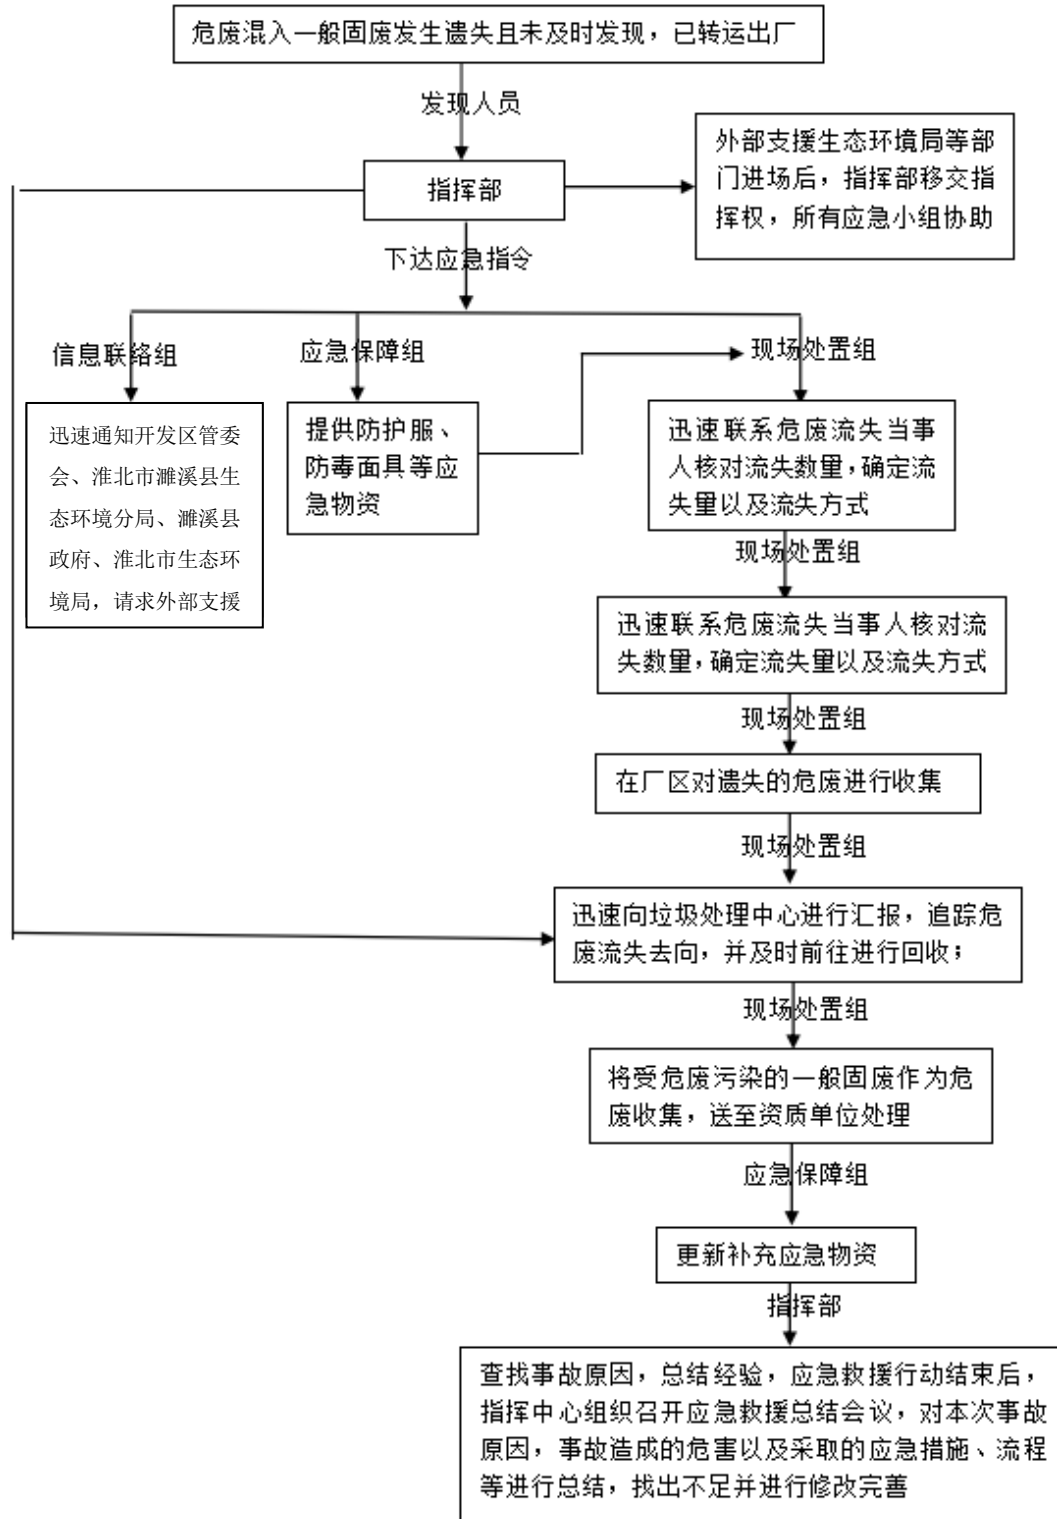 危废混入一般固废发生遗失且未及时发现，已转运出厂
发现人员
指挥部
外部支援生态环境局等部
门进场后，指挥部移交指
挥权，所有应急小组协助
下达应急指令
信息联络组
应急保障组
现场处置组
迅速通知开发区管委
会、淮北市濉溪县生
态环境分局、濉溪县
政府、淮北市生态环
境局，请求外部支援
提供防护服、
防毒面具等应
急物资
迅速联系危废流失当事
人核对流失数量，确定流
失量以及流失方式
现场处置组
迅速联系危废流失当事人核对流
失数量，确定流失量以及流失方式
现场处置组
在厂区对遗失的危废进行收集
现场处置组
迅速向垃圾处理中心进行汇报，追踪危
废流失去向，并及时前往进行回收；
现场处置组
将受危废污染的一般固废作为危
废收集，送至资质单位处理
应急保障组
更新补充应急物资
指挥部
查找事故原因，总结经验，应急救援行动结束后，
指挥中心组织召开应急救援总结会议，对本次事故
原因，事故造成的危害以及采取的应急措施、流程
等进行总结，找出不足并进行修改完善